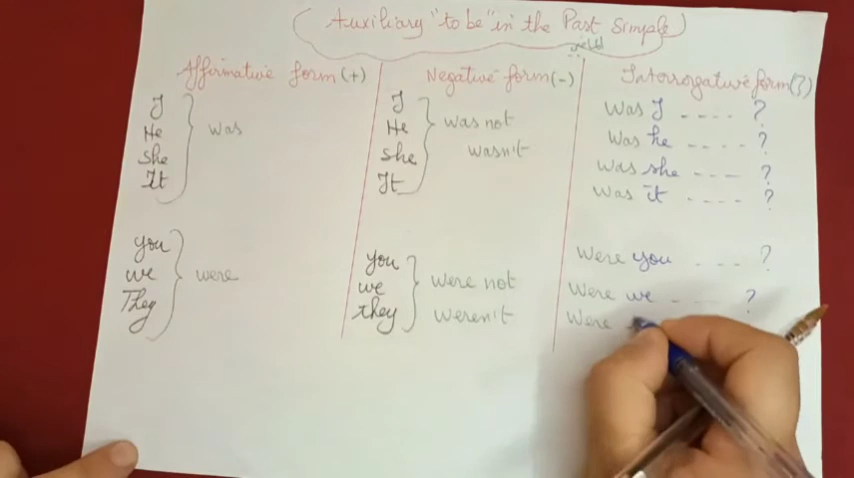 Auxiliary "to be" in the Past Simple
Affirmative form (+)
I
He
she
It
was
you
we
They
were
Negative form (-)
I
He
she
It
was not
wasn't
you
we
they
were not
weren't
Interrogative form (?)
Was I ---- ?
Was he ---- ?
Was she ---- ?
Was it ---- ?
Were you ---- ?
Were we ---- ?
Were